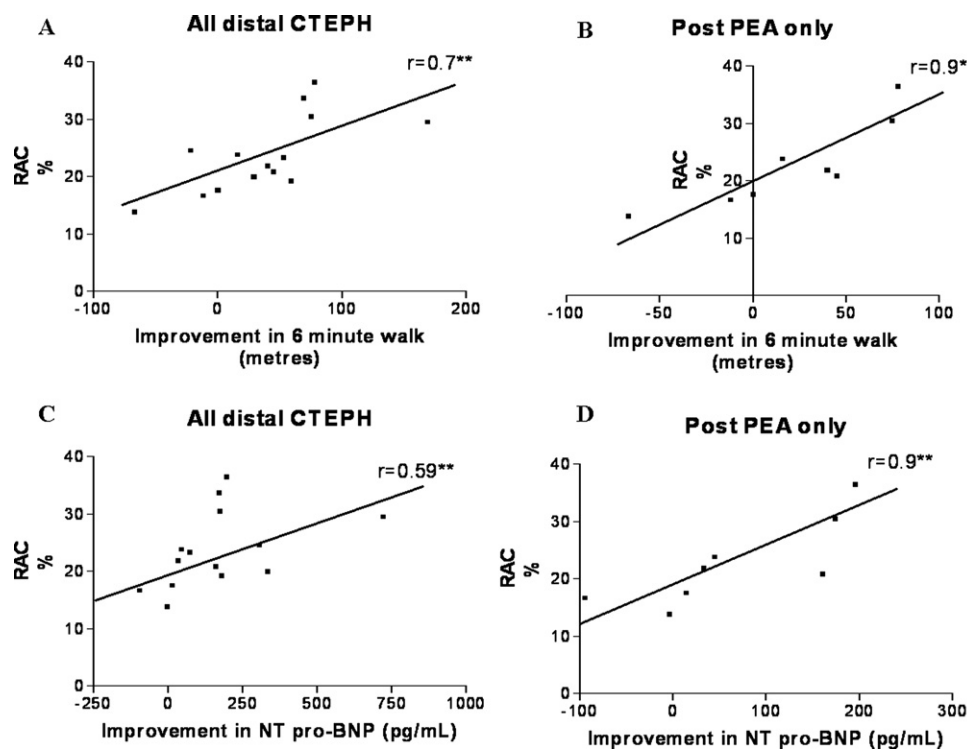 A
All distal CTEPH
r=0.7**
40
30
20
10
0
RAC
%
-100
0
100
200
Improvement in 6 minute walk
(metres)
B
Post PEA only
r=0.9*
40
30
20
10
RAC
%
-100
-50
0
50
100
Improvement in 6 minute walk
(metres)
C
All distal CTEPH
r=0.59**
40
30
20
10
0
RAC
%
-250
0
250
500
750
1000
Improvement in NT pro-BNP (pg/mL)
D
Post PEA only
r=0.9**
40
30
20
10
0
RAC
%
-100
0
100
200
300
Improvement in NT pro-BNP (pg/mL)